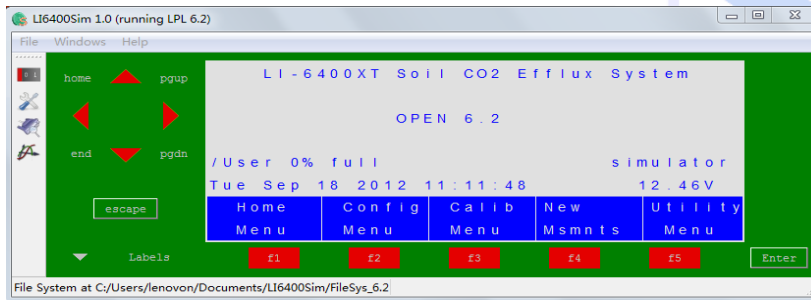 LI6400Sim 1.0 (running LPL 6.2)
File Windows Help
home pgup
end pgdn
escape
Labels
LI-6400XT Soil CO2 Efflux System
OPEN 6.2
/User 0% full simulator
Tue Sep 18 2012 11:11:48 12.46V
Home Config Calib New Utility
Menu Menu Menu Msmnts Menu
f1 f2 f3 f4 f5
Enter
File System at C:/Users/lenovon/Documents/LI6400Sim/FileSys_6.2